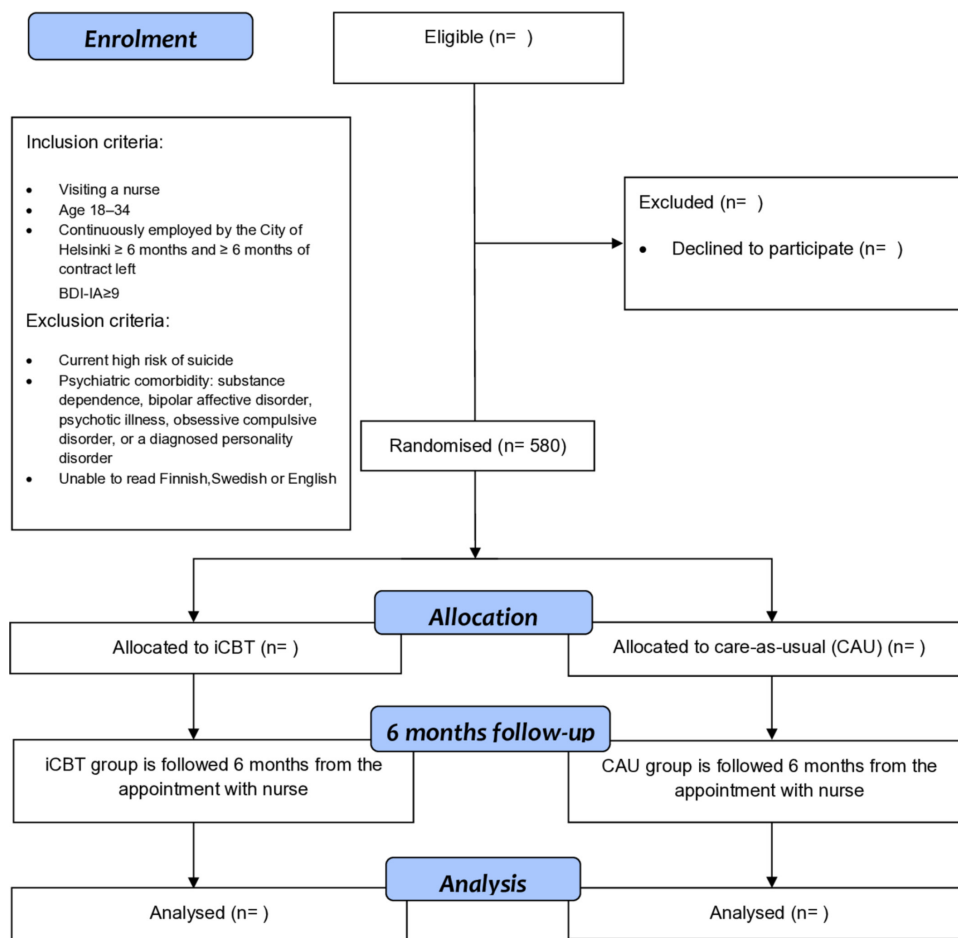 Enrolment
Eligible (n=  )
Inclusion criteria:
• Visiting a nurse
• Age 18–34
• Continuously employed by the City of
Helsinki ≥ 6 months and ≥ 6 months of
contract left
BDI-IA≥9
Exclusion criteria:
• Current high risk of suicide
• Psychiatric comorbidity: substance
dependence, bipolar affective disorder,
psychotic illness, obsessive compulsive
disorder, or a diagnosed personality
disorder
• Unable to read Finnish,Swedish or English
Excluded (n=  )
• Declined to participate (n=  )
Randomised (n= 580)
Allocation
Allocated to iCBT (n= )
Allocated to care-as-usual (CAU) (n= )
6 months follow-up
iCBT group is followed 6 months from the
appointment with nurse
CAU group is followed 6 months from the
appointment with nurse
Analysis
Analysed (n= )
Analysed (n= )